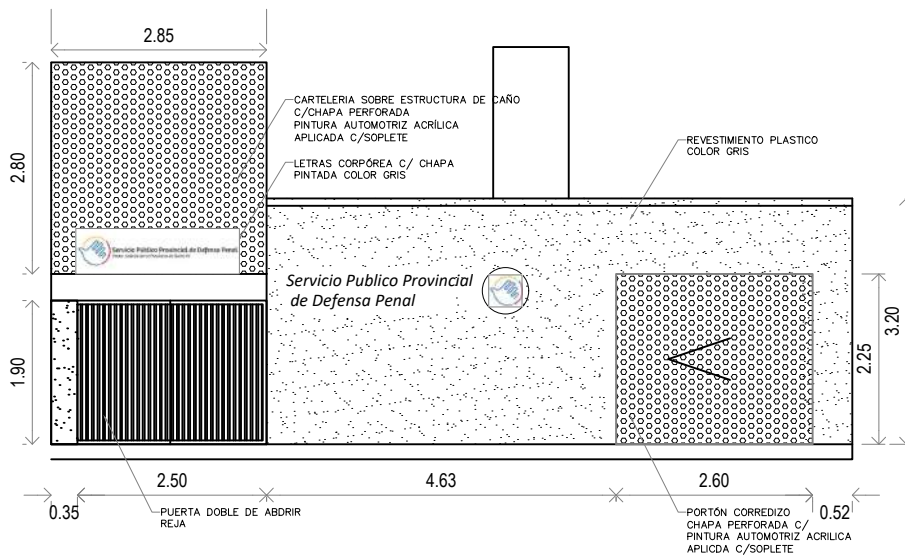 2.85
CARTELERIA SOBRE ESTRUCTURA DE CAÑO
C/CHAPA PERFORADA
PINTURA AUTOMOTRIZ ACRÍLICA
APLICADA C/SOPLETE
LETRAS CORPÓREA C/ CHAPA
PINTADA COLOR GRIS
REVESTIMIENTO PLASTICO
COLOR GRIS
2.80
Servicio Público Provincial de Defensa Penal
Servicio Publico Provincial
de Defensa Penal
1.90
2.25
3.20
0.35
2.50
4.63
2.60
0.52
PUERTA DOBLE DE ABDRIR
REJA
PORTÓN CORREDIZO
CHAPA PERFORADA C/
PINTURA AUTOMOTRIZ ACRILICA
APLICDA C/SOPLETE